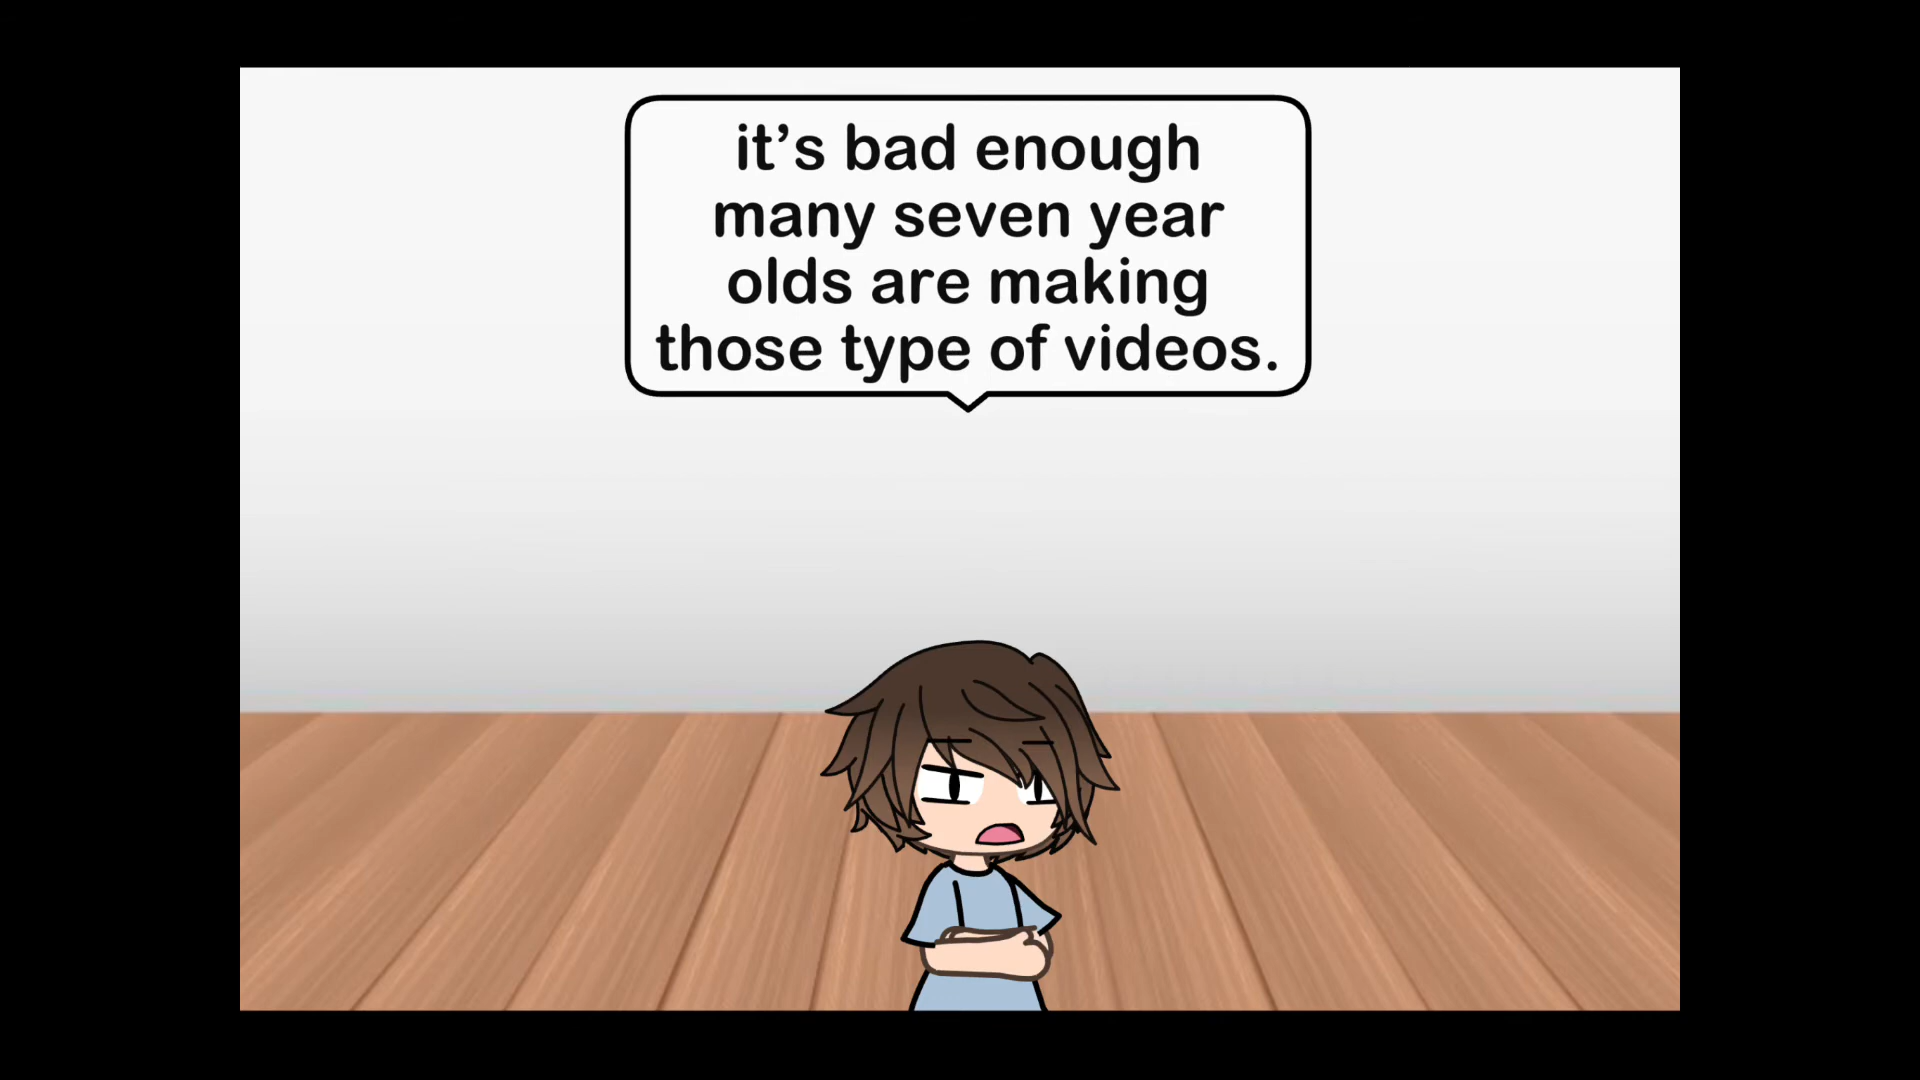 it’s bad enough
many seven year
olds are making
those type of videos.